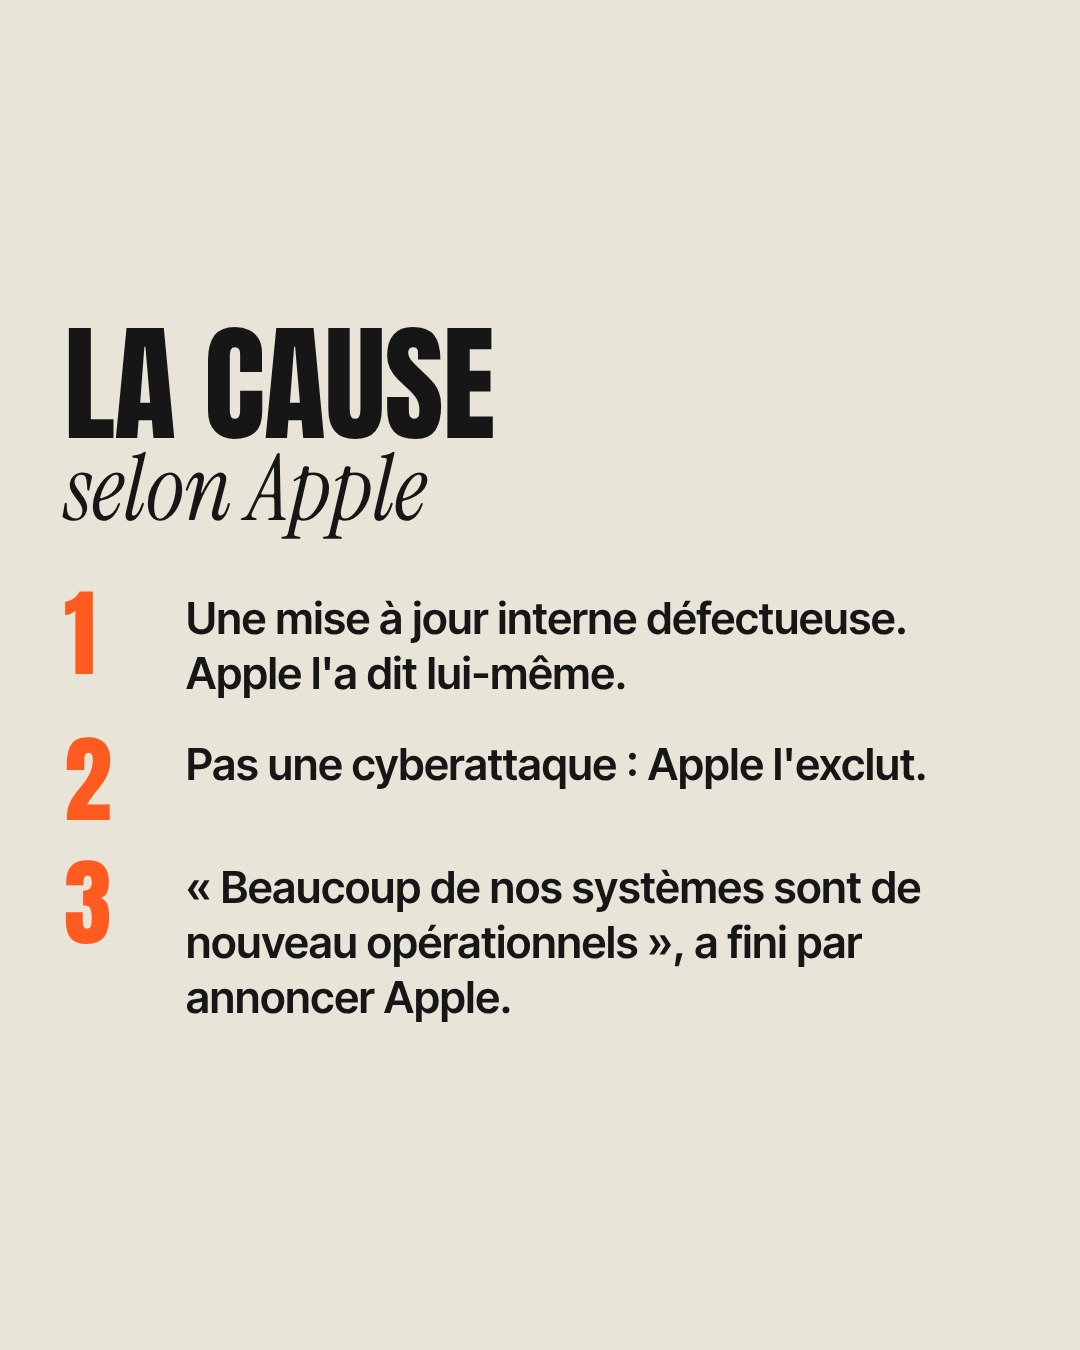 LA CAUSE
selon Apple
1
Une mise à jour interne défectueuse.
Apple l'a dit lui-même.
2
Pas une cyberattaque : Apple l'exclut.
3
« Beaucoup de nos systèmes sont de
nouveau opérationnels », a fini par
annoncer Apple.